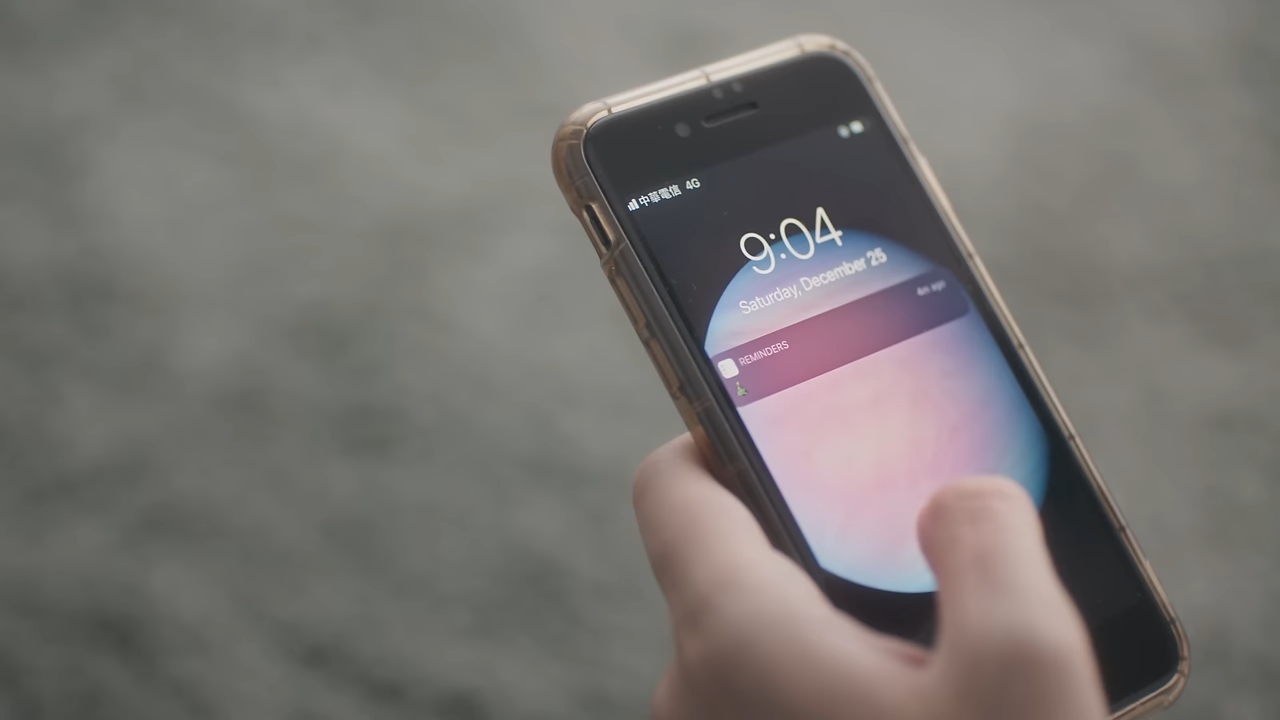 中華電信 4G
9:04
Saturday, December 25
REMINDERS 4m ago
🎄